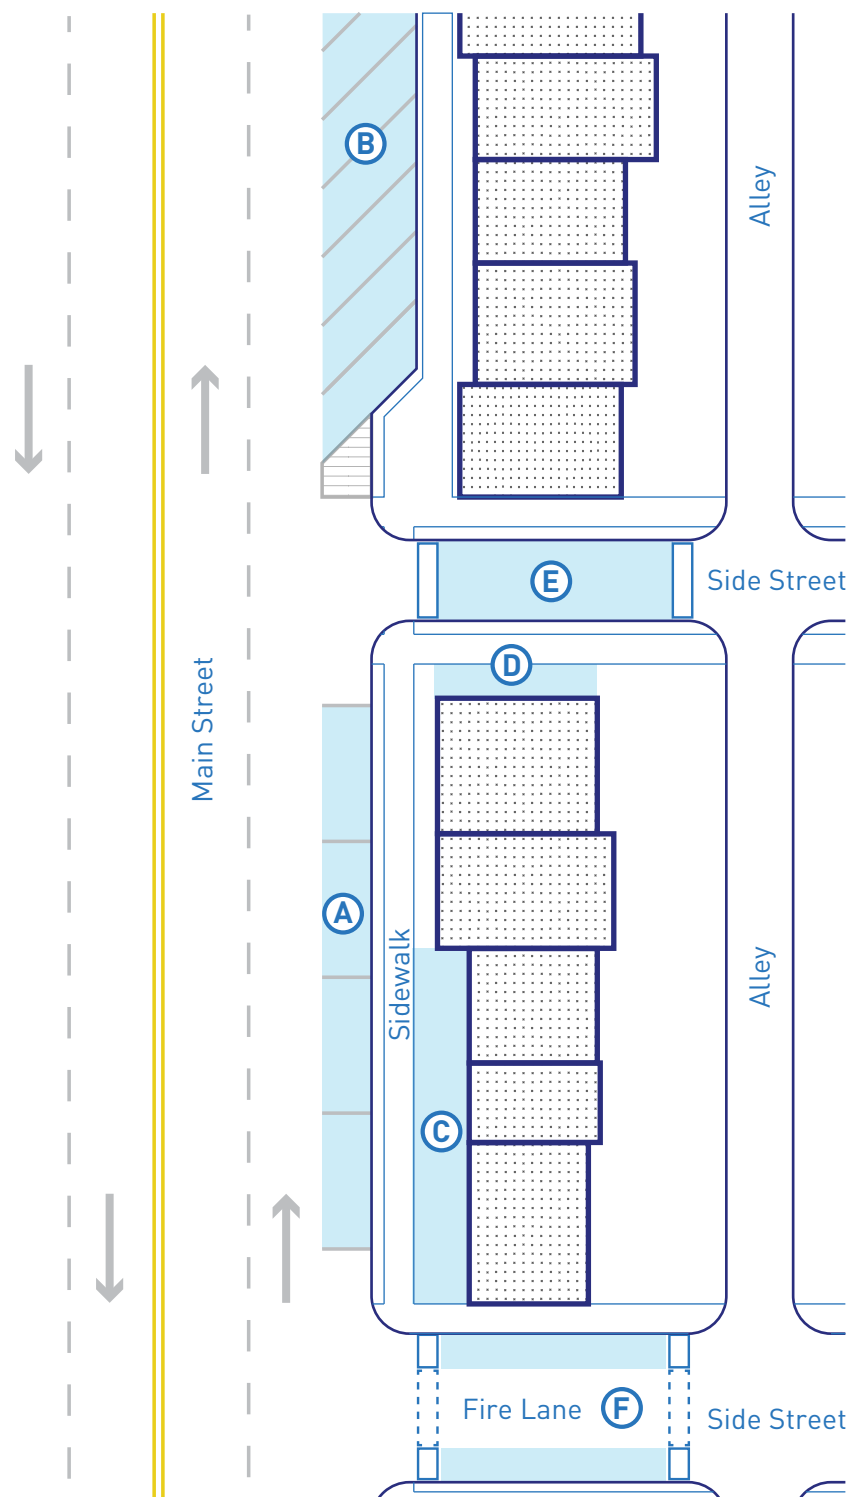 B
Alley
E
Side Street
D
Main Street
A
Sidewalk
Alley
C
Fire Lane
F
Side Street